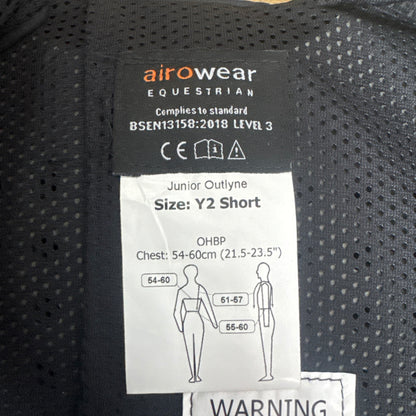 airowear
EQUESTRIAN
Complies to standard
BSEN13158:2018 LEVEL 3
CE
Junior Outlyne
Size: Y2 Short
OHBP
Chest: 54-60cm (21.5-23.5")
54-60
51-67
55-60
WARNING